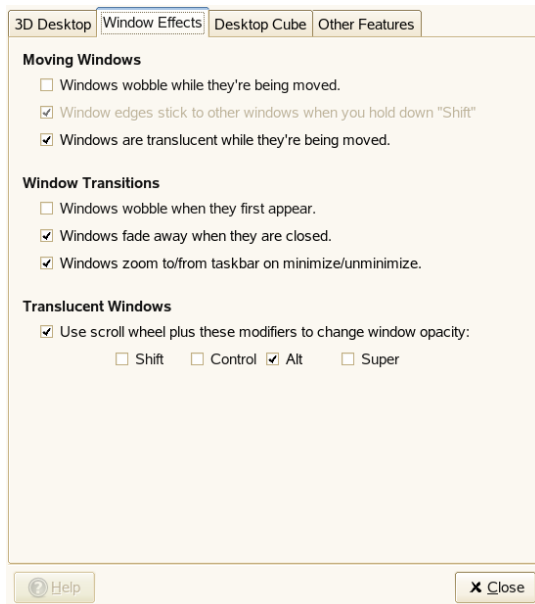 3D Desktop Window Effects Desktop Cube Other Features
Moving Windows
Windows wobble while they're being moved.
Window edges stick to other windows when you hold down "Shift"
Windows are translucent while they're being moved.
Window Transitions
Windows wobble when they first appear.
Windows fade away when they are closed.
Windows zoom to/from taskbar on minimize/unminimize.
Translucent Windows
Use scroll wheel plus these modifiers to change window opacity:
Shift Control Alt Super
Help Close